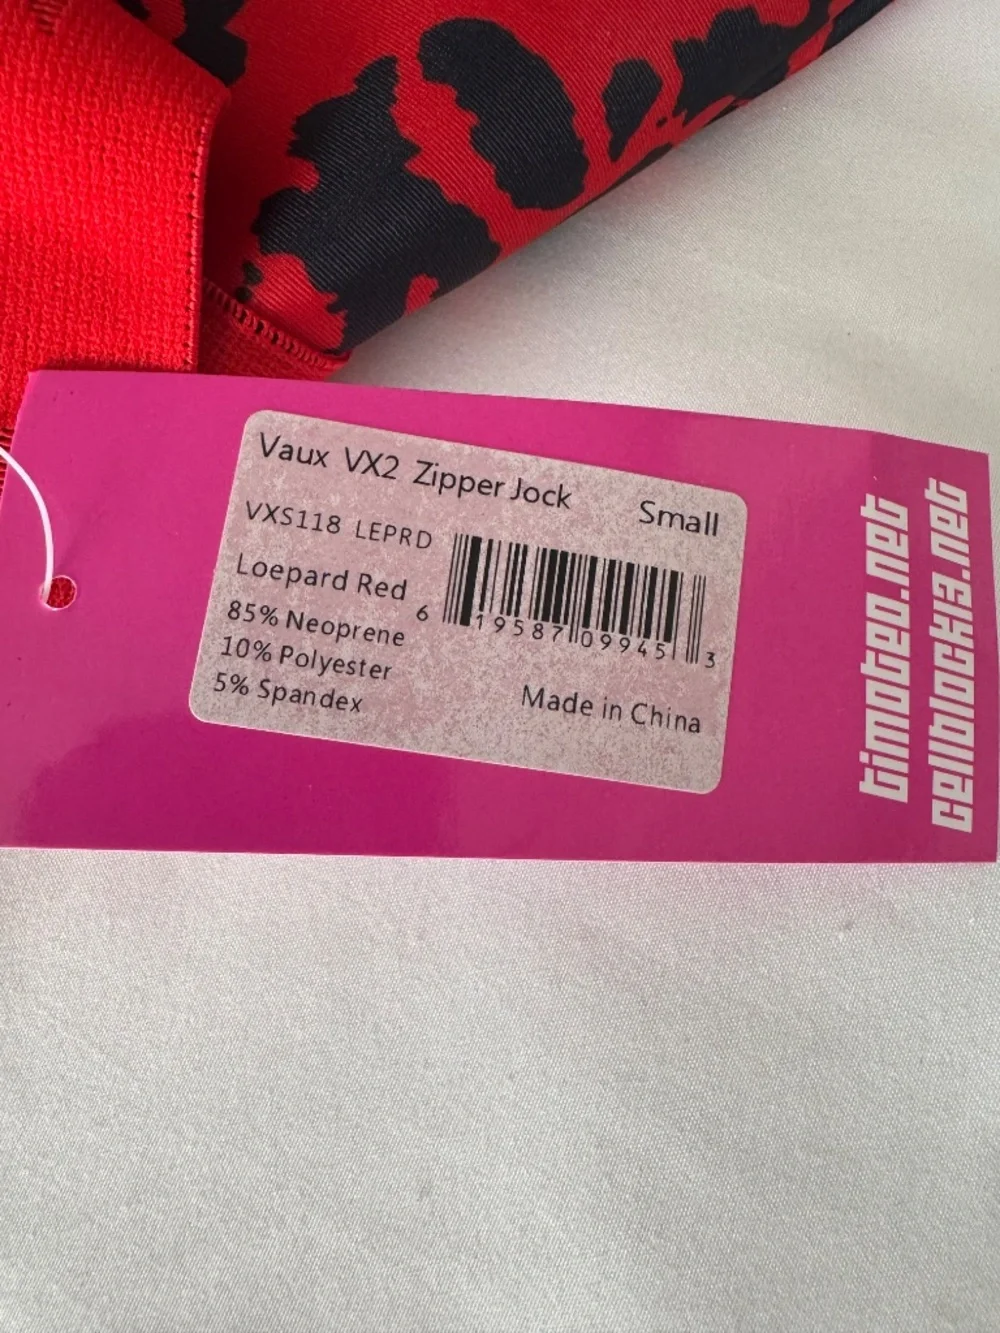 Vaux VX2 Zipper Jock Small
VXS118 LEPRD
Loepard Red
85% Neoprene
10% Polyester
5% Spandex
6 19587 09945 3
Made in China
timoteo.net
cellblock13.net